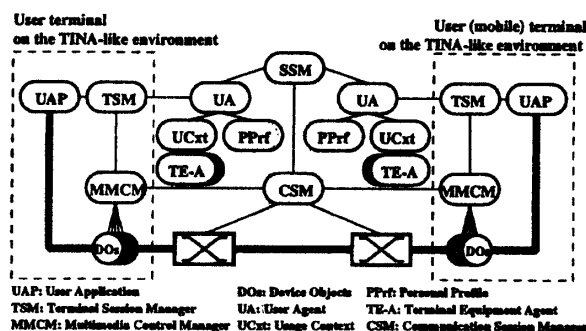 User terminal
on the TINA-like environment
User (mobile) terminal
on the TINA-like environment
SSM
UAP TSM UA UA TSM UAP
UCxt PPrf PPrf UCxt
TE-A TE-A
MMCM CSM MMCM
DOs DOs
UAP: User Application DOs: Device Objects PPrf: Personal Profile
TSM: Terminal Session Manager UA: User Agent TE-A: Terminal Equipment Agent
MMCM: Multimedia Control Manager UCxt: Usage Context CSM: Communication Session Manager